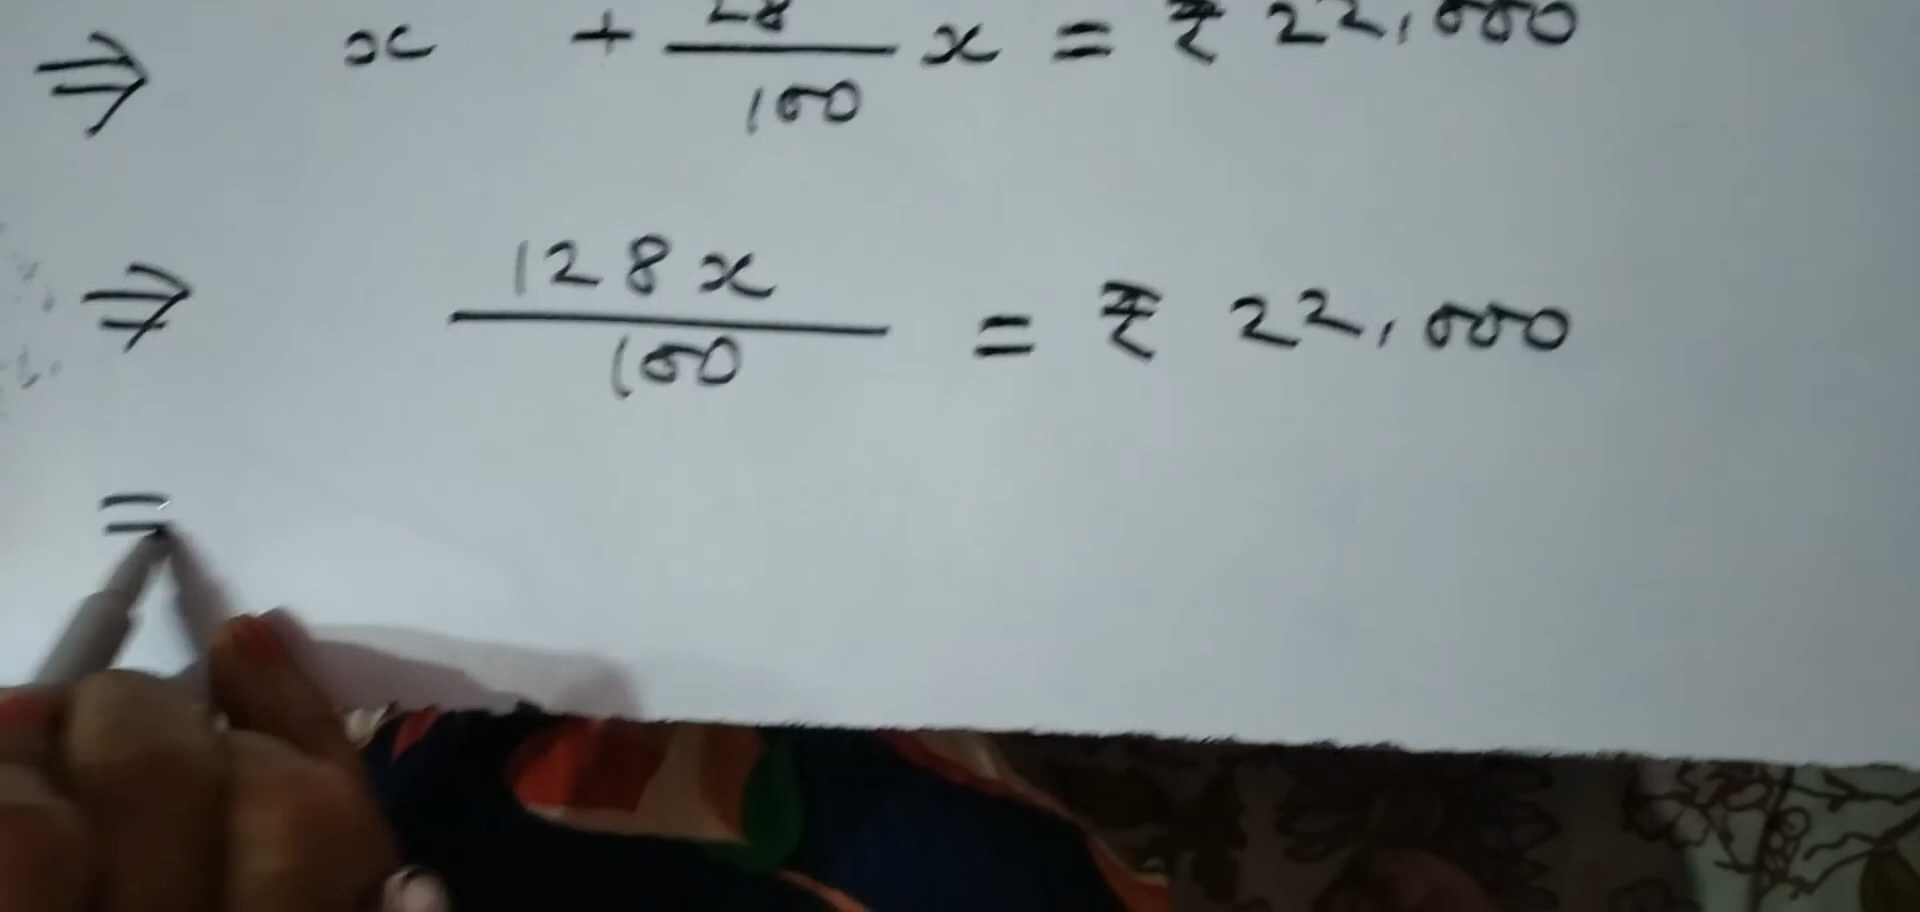 ⇒ x + 28/100 x = ₹ 22,000
⇒ 128x/100 = ₹ 22,000
=